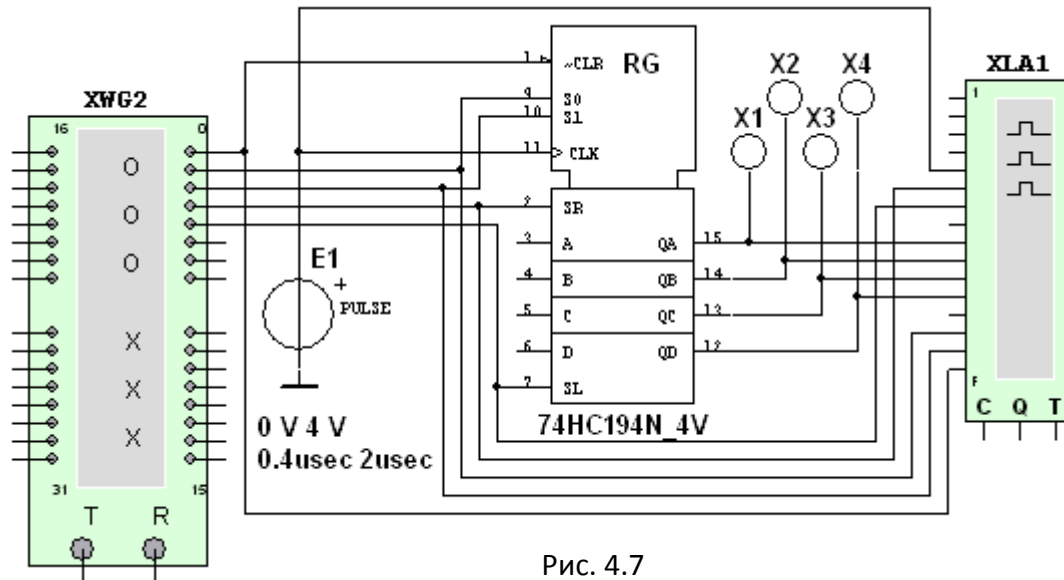 XWG2
16 0
O
O
O
X
X
X
31 15
T R
E1
+
PULSE
0 V 4 V
0.4usec 2usec
1 ~CLR RG
9 S0
10 S1
11 CLK
2 SR
3 A QA 15
4 B QB 14
5 C QC 13
6 D QD 12
7 SL
74HC194N_4V
X2 X4
X1 X3
XLA1
1
F
C Q T
Рис. 4.7